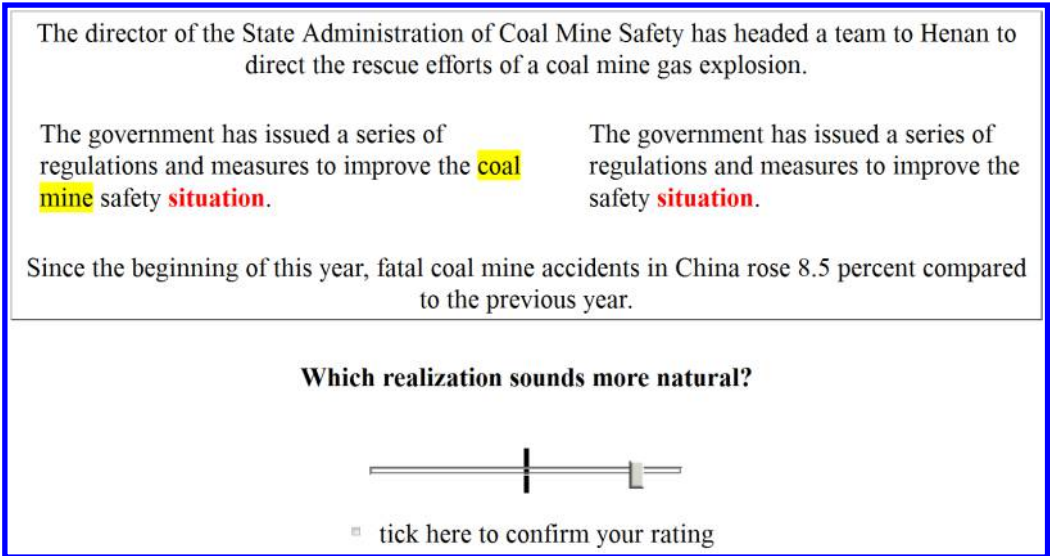 The director of the State Administration of Coal Mine Safety has headed a team to Henan to
direct the rescue efforts of a coal mine gas explosion.
The government has issued a series of
regulations and measures to improve the coal
mine safety situation.
The government has issued a series of
regulations and measures to improve the
safety situation.
Since the beginning of this year, fatal coal mine accidents in China rose 8.5 percent compared
to the previous year.
Which realization sounds more natural?
tick here to confirm your rating